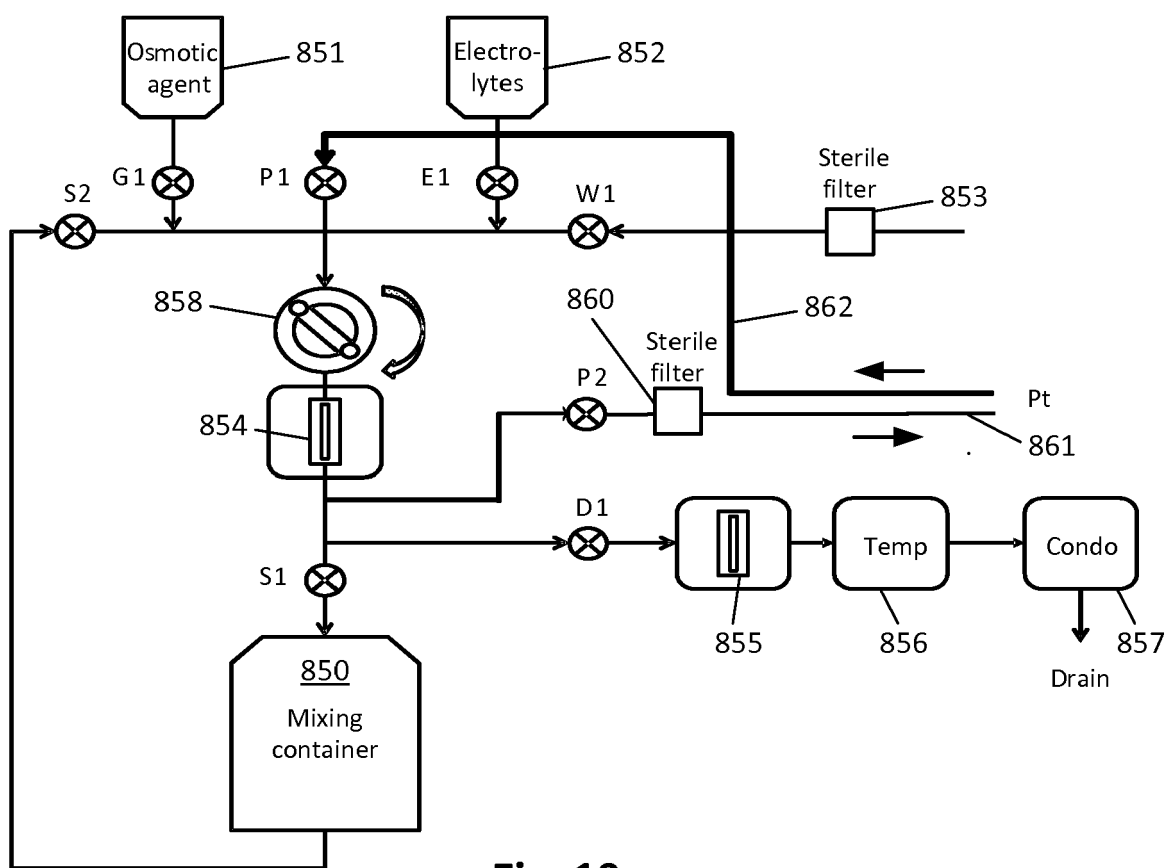 Osmotic
agent
851
Electro-
lytes
852
Sterile
filter
853
G1
P1
E1
S2
W1
858
860
862
Sterile
filter
P2
Pt
854
861
D1
Temp
Condo
S1
855
856
857
850
Drain
Mixing
container